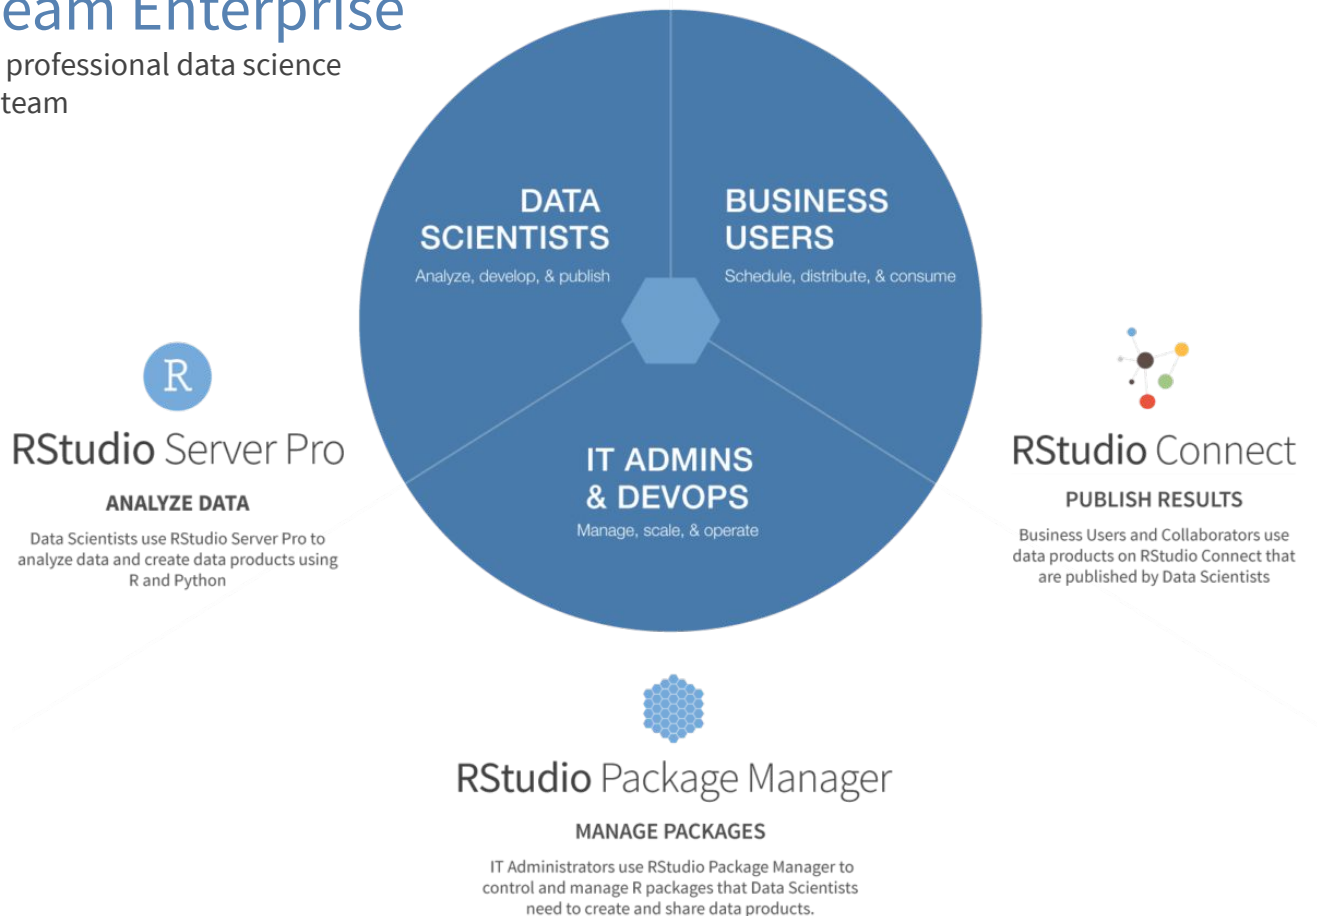 eam Enterprise
professional data science
team
DATA
SCIENTISTS
Analyze, develop, & publish
BUSINESS
USERS
Schedule, distribute, & consume
IT ADMINS
& DEVOPS
Manage, scale, & operate
R
RStudio Server Pro
ANALYZE DATA
Data Scientists use RStudio Server Pro to
analyze data and create data products using
R and Python
RStudio Connect
PUBLISH RESULTS
Business Users and Collaborators use
data products on RStudio Connect that
are published by Data Scientists
RStudio Package Manager
MANAGE PACKAGES
IT Administrators use RStudio Package Manager to
control and manage R packages that Data Scientists
need to create and share data products.